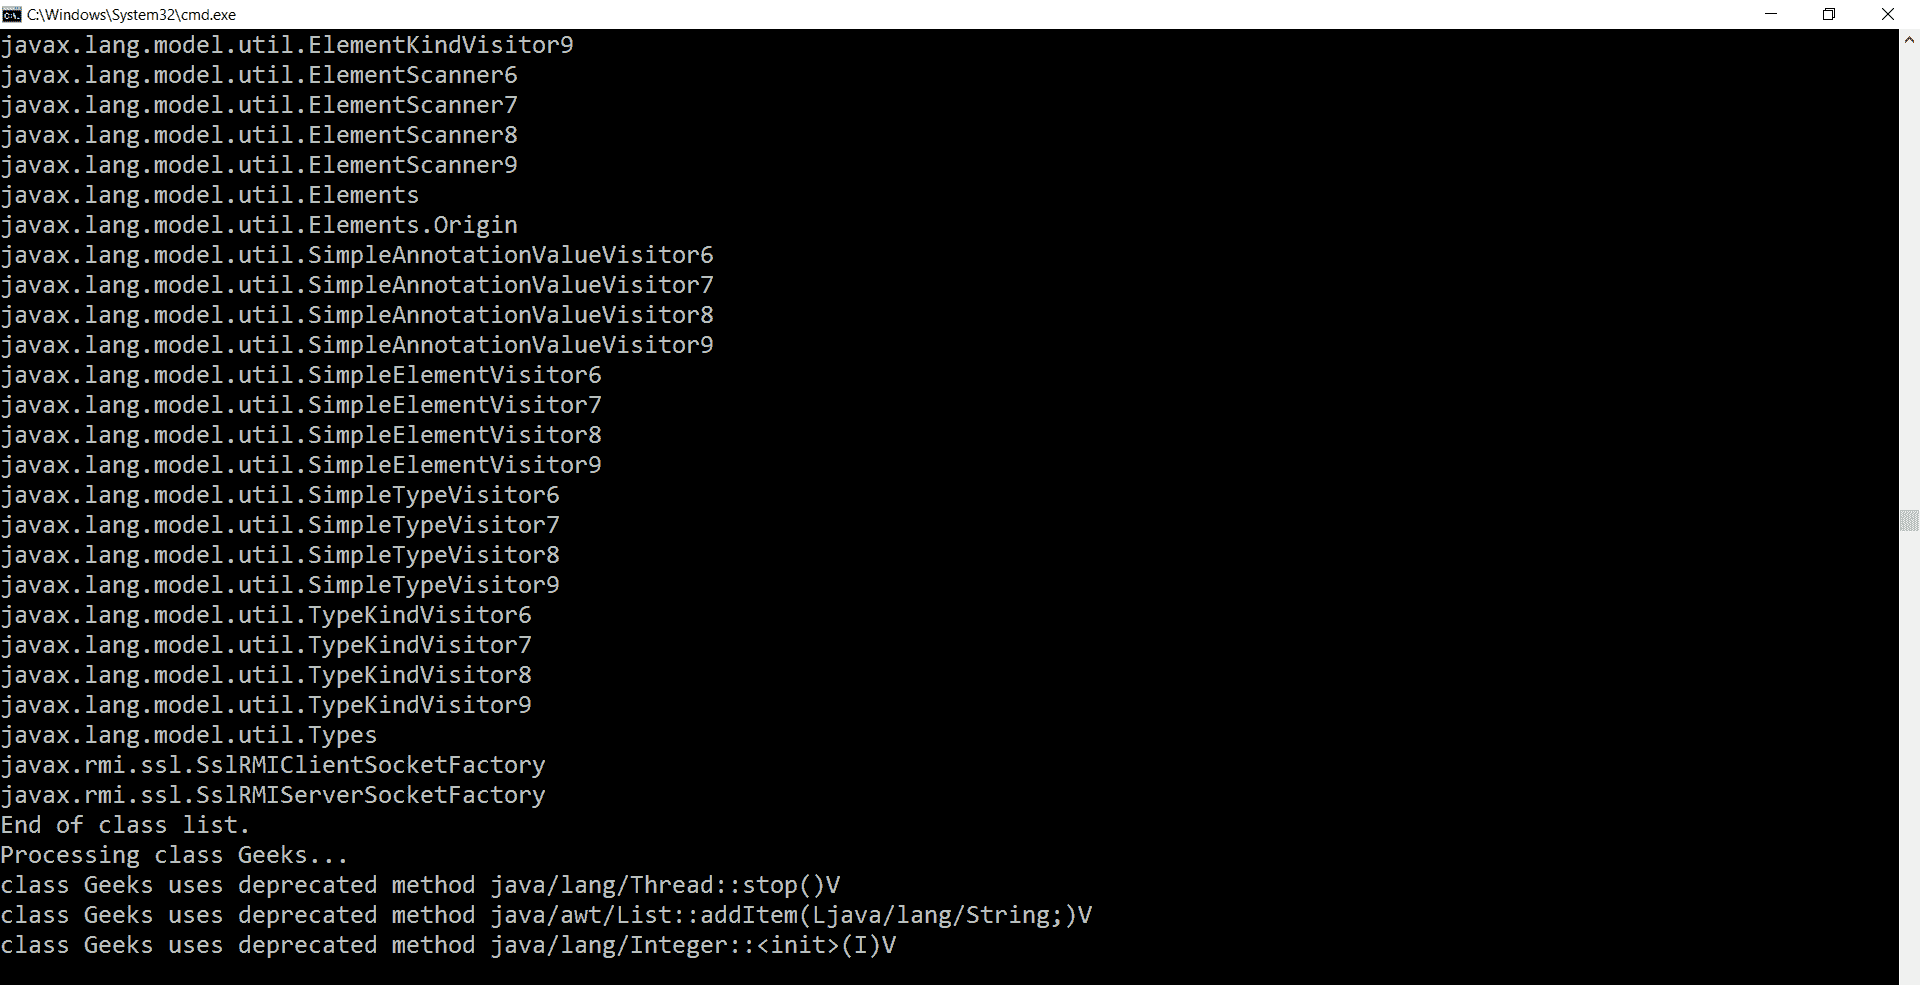 C:\Windows\System32\cmd.exe
javax.lang.model.util.ElementKindVisitor9
javax.lang.model.util.ElementScanner6
javax.lang.model.util.ElementScanner7
javax.lang.model.util.ElementScanner8
javax.lang.model.util.ElementScanner9
javax.lang.model.util.Elements
javax.lang.model.util.Elements.Origin
javax.lang.model.util.SimpleAnnotationValueVisitor6
javax.lang.model.util.SimpleAnnotationValueVisitor7
javax.lang.model.util.SimpleAnnotationValueVisitor8
javax.lang.model.util.SimpleAnnotationValueVisitor9
javax.lang.model.util.SimpleElementVisitor6
javax.lang.model.util.SimpleElementVisitor7
javax.lang.model.util.SimpleElementVisitor8
javax.lang.model.util.SimpleElementVisitor9
javax.lang.model.util.SimpleTypeVisitor6
javax.lang.model.util.SimpleTypeVisitor7
javax.lang.model.util.SimpleTypeVisitor8
javax.lang.model.util.SimpleTypeVisitor9
javax.lang.model.util.TypeKindVisitor6
javax.lang.model.util.TypeKindVisitor7
javax.lang.model.util.TypeKindVisitor8
javax.lang.model.util.TypeKindVisitor9
javax.lang.model.util.Types
javax.rmi.ssl.SslRMIClientSocketFactory
javax.rmi.ssl.SslRMIServerSocketFactory
End of class list.
Processing class Geeks...
class Geeks uses deprecated method java/lang/Thread::stop()V
class Geeks uses deprecated method java/awt/List::addItem(Ljava/lang/String;)V
class Geeks uses deprecated method java/lang/Integer::<init>(I)V